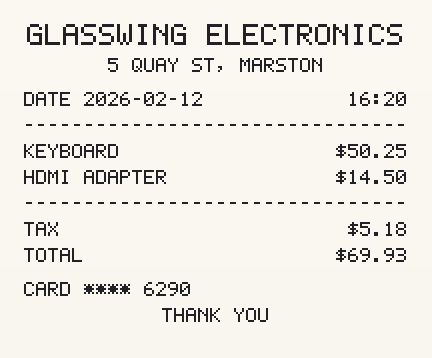 GLASSWING ELECTRONICS
5 QUAY ST, MARSTON
DATE 2026-02-12 16:20
--------------------------------
KEYBOARD $50.25
HDMI ADAPTER $14.50
--------------------------------
TAX $5.18
TOTAL $69.93
CARD **** 6290
THANK YOU